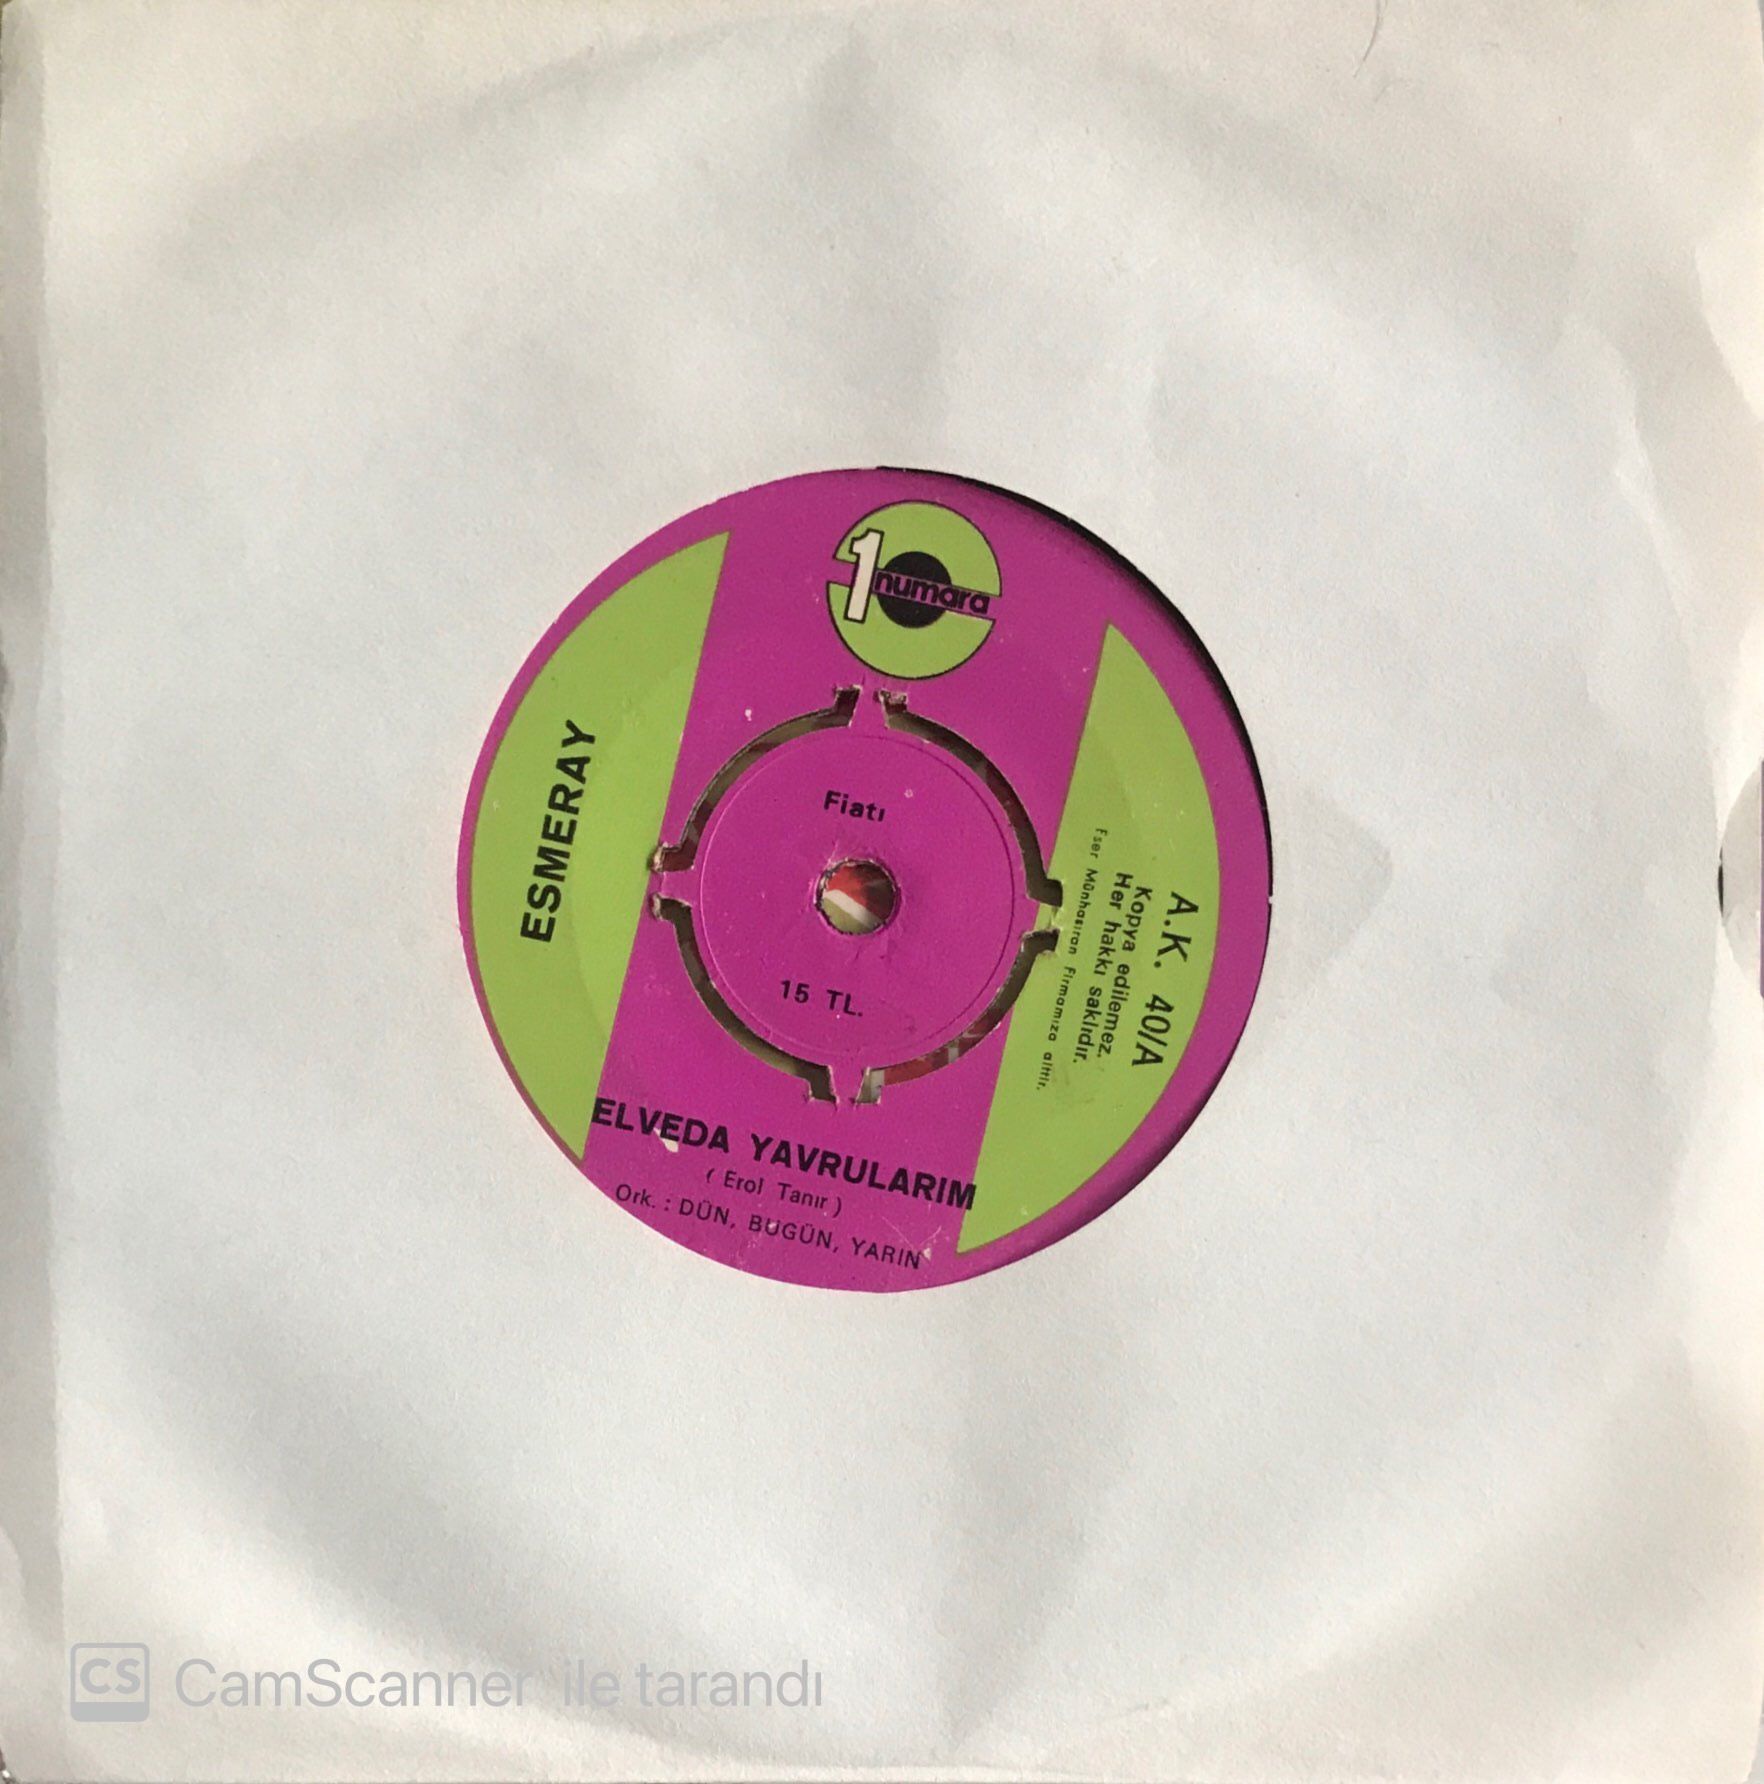 1 numara
ESMERAY
Fiatı
15 TL.
A.K. 40/A
Kopya edilemez.
Her hakkı saklıdır.
Eser Münhasıran Firmamıza aittir.
ELVEDA YAVRULARIM
( Erol Tanır )
Ork. : DÜN, BUGÜN, YARIN
CS CamScanner ile tarandı